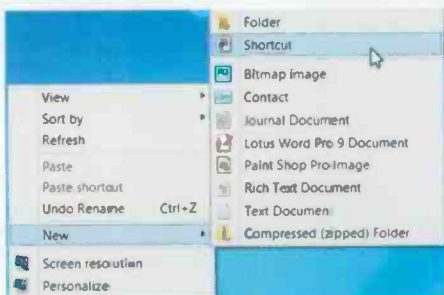 Folder
Shortcut
Bitmap image
Contact
Journal Document
Lotus Word Pro 9 Document
Paint Shop Pro Image
Rich Text Document
Text Document
Compressed (zipped) Folder
View
Sort by
Refresh
Paste
Paste shortcut
Undo Rename Ctrl+Z
New
Screen resolution
Personalize